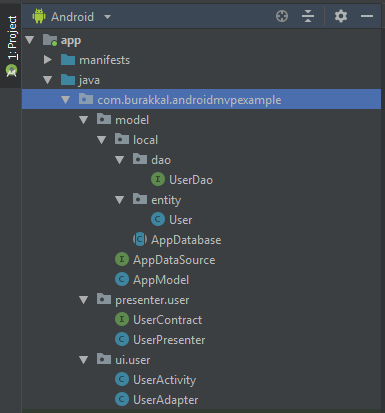 1: Project
Android
app
manifests
java
com.burakkal.androidmvpexample
model
local
dao
I UserDao
entity
C User
C AppDatabase
I AppDataSource
C AppModel
presenter.user
I UserContract
C UserPresenter
ui.user
C UserActivity
C UserAdapter